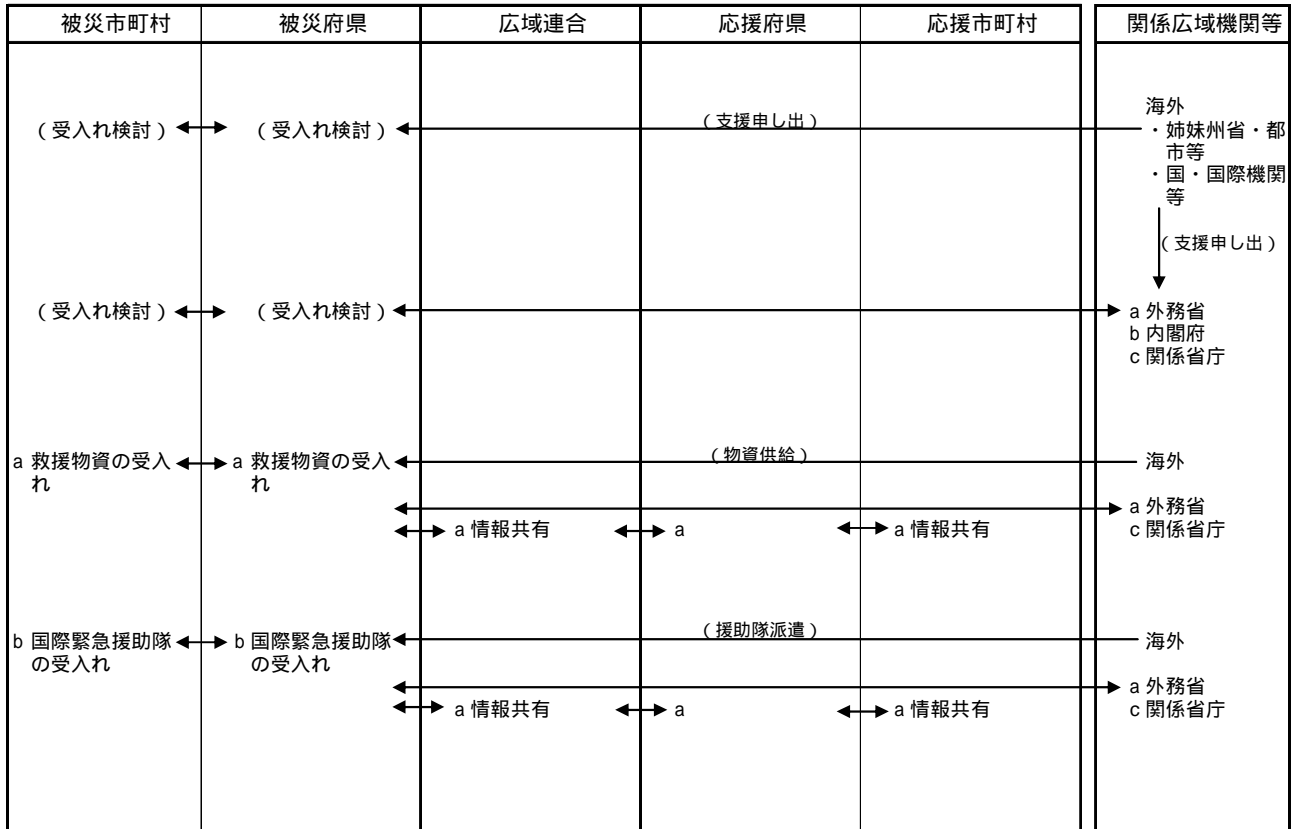 被災市町村 被災府県 広域連合 応援府県 応援市町村 関係広域機関等
(受入れ検討) (受入れ検討) (支援申し出) 海外
・姉妹州省・都
市等
・国・国際機関
等
(支援申し出)
(受入れ検討) (受入れ検討) a 外務省
b 内閣府
c 関係省庁
a 救援物資の受入 a 救援物資の受入 (物資供給) 海外
れ れ
a 外務省
a 情報共有 a a 情報共有 c 関係省庁
b 国際緊急援助隊 b 国際緊急援助隊 (援助隊派遣) 海外
の受入れ の受入れ
a 外務省
a 情報共有 a a 情報共有 c 関係省庁